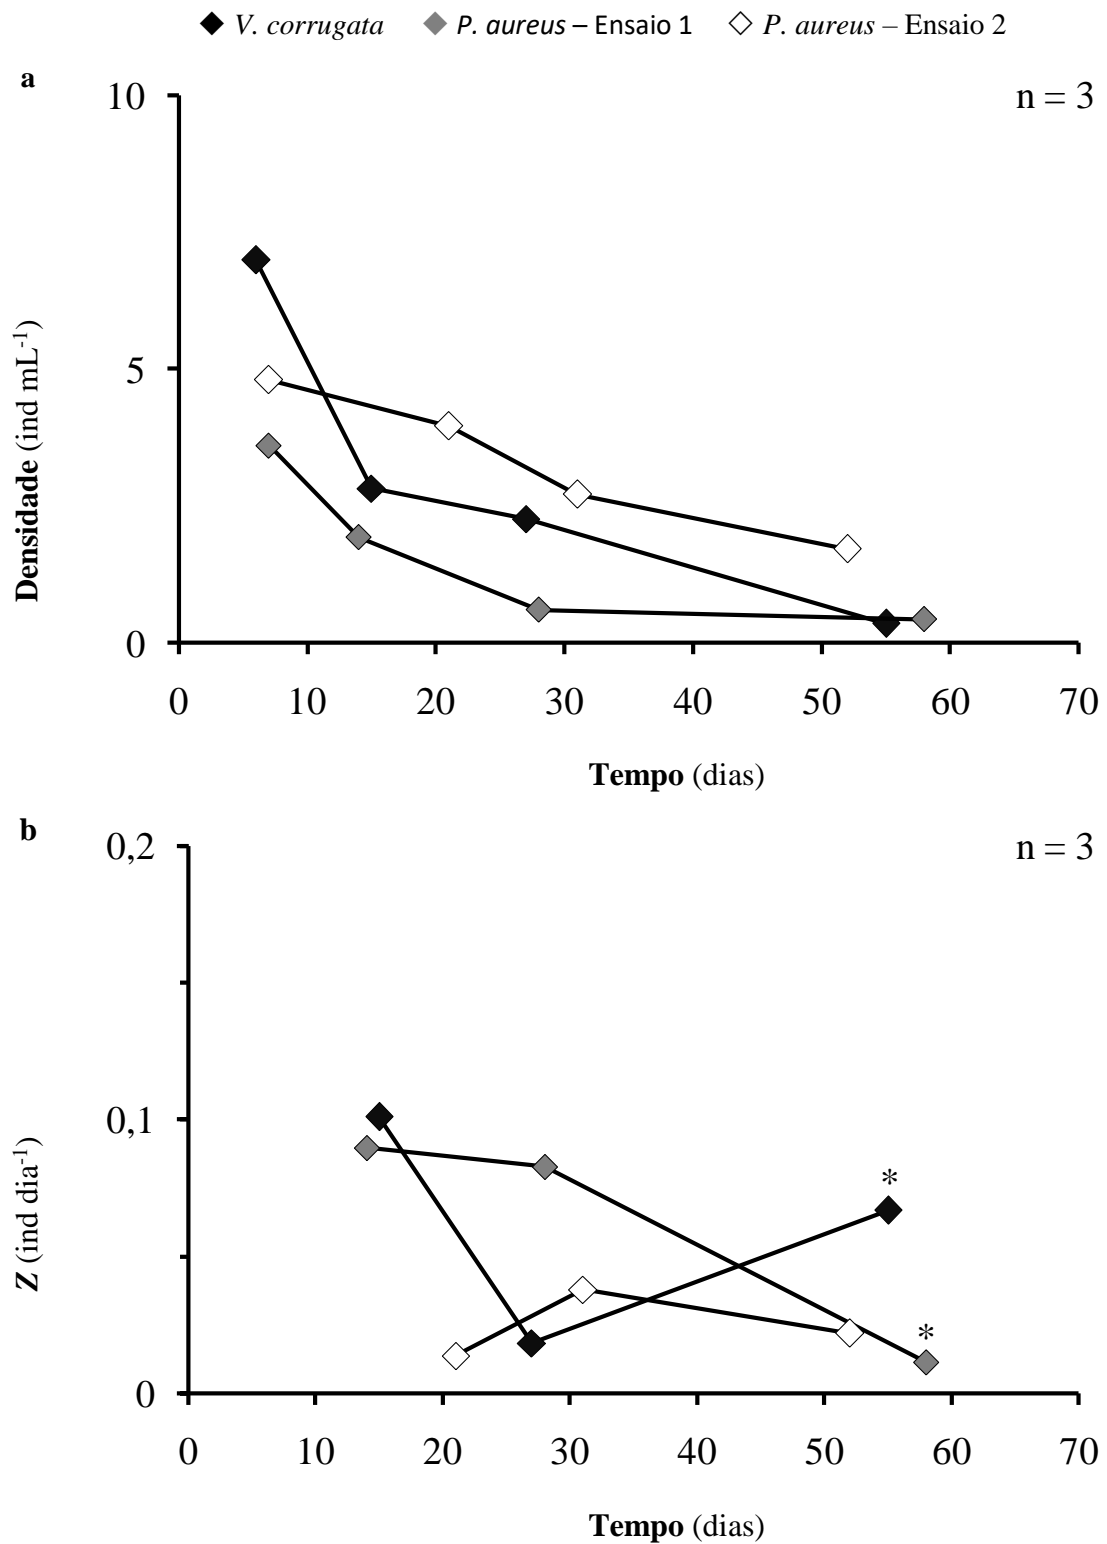 V. corrugata P. aureus – Ensaio 1 P. aureus – Ensaio 2
a
10
n = 3
5
0
Densidade (ind mL-1)
0 10 20 30 40 50 60 70
Tempo (dias)
b
0,2
n = 3
0,1
*
*
0
Z (ind dia-1)
0 10 20 30 40 50 60 70
Tempo (dias)